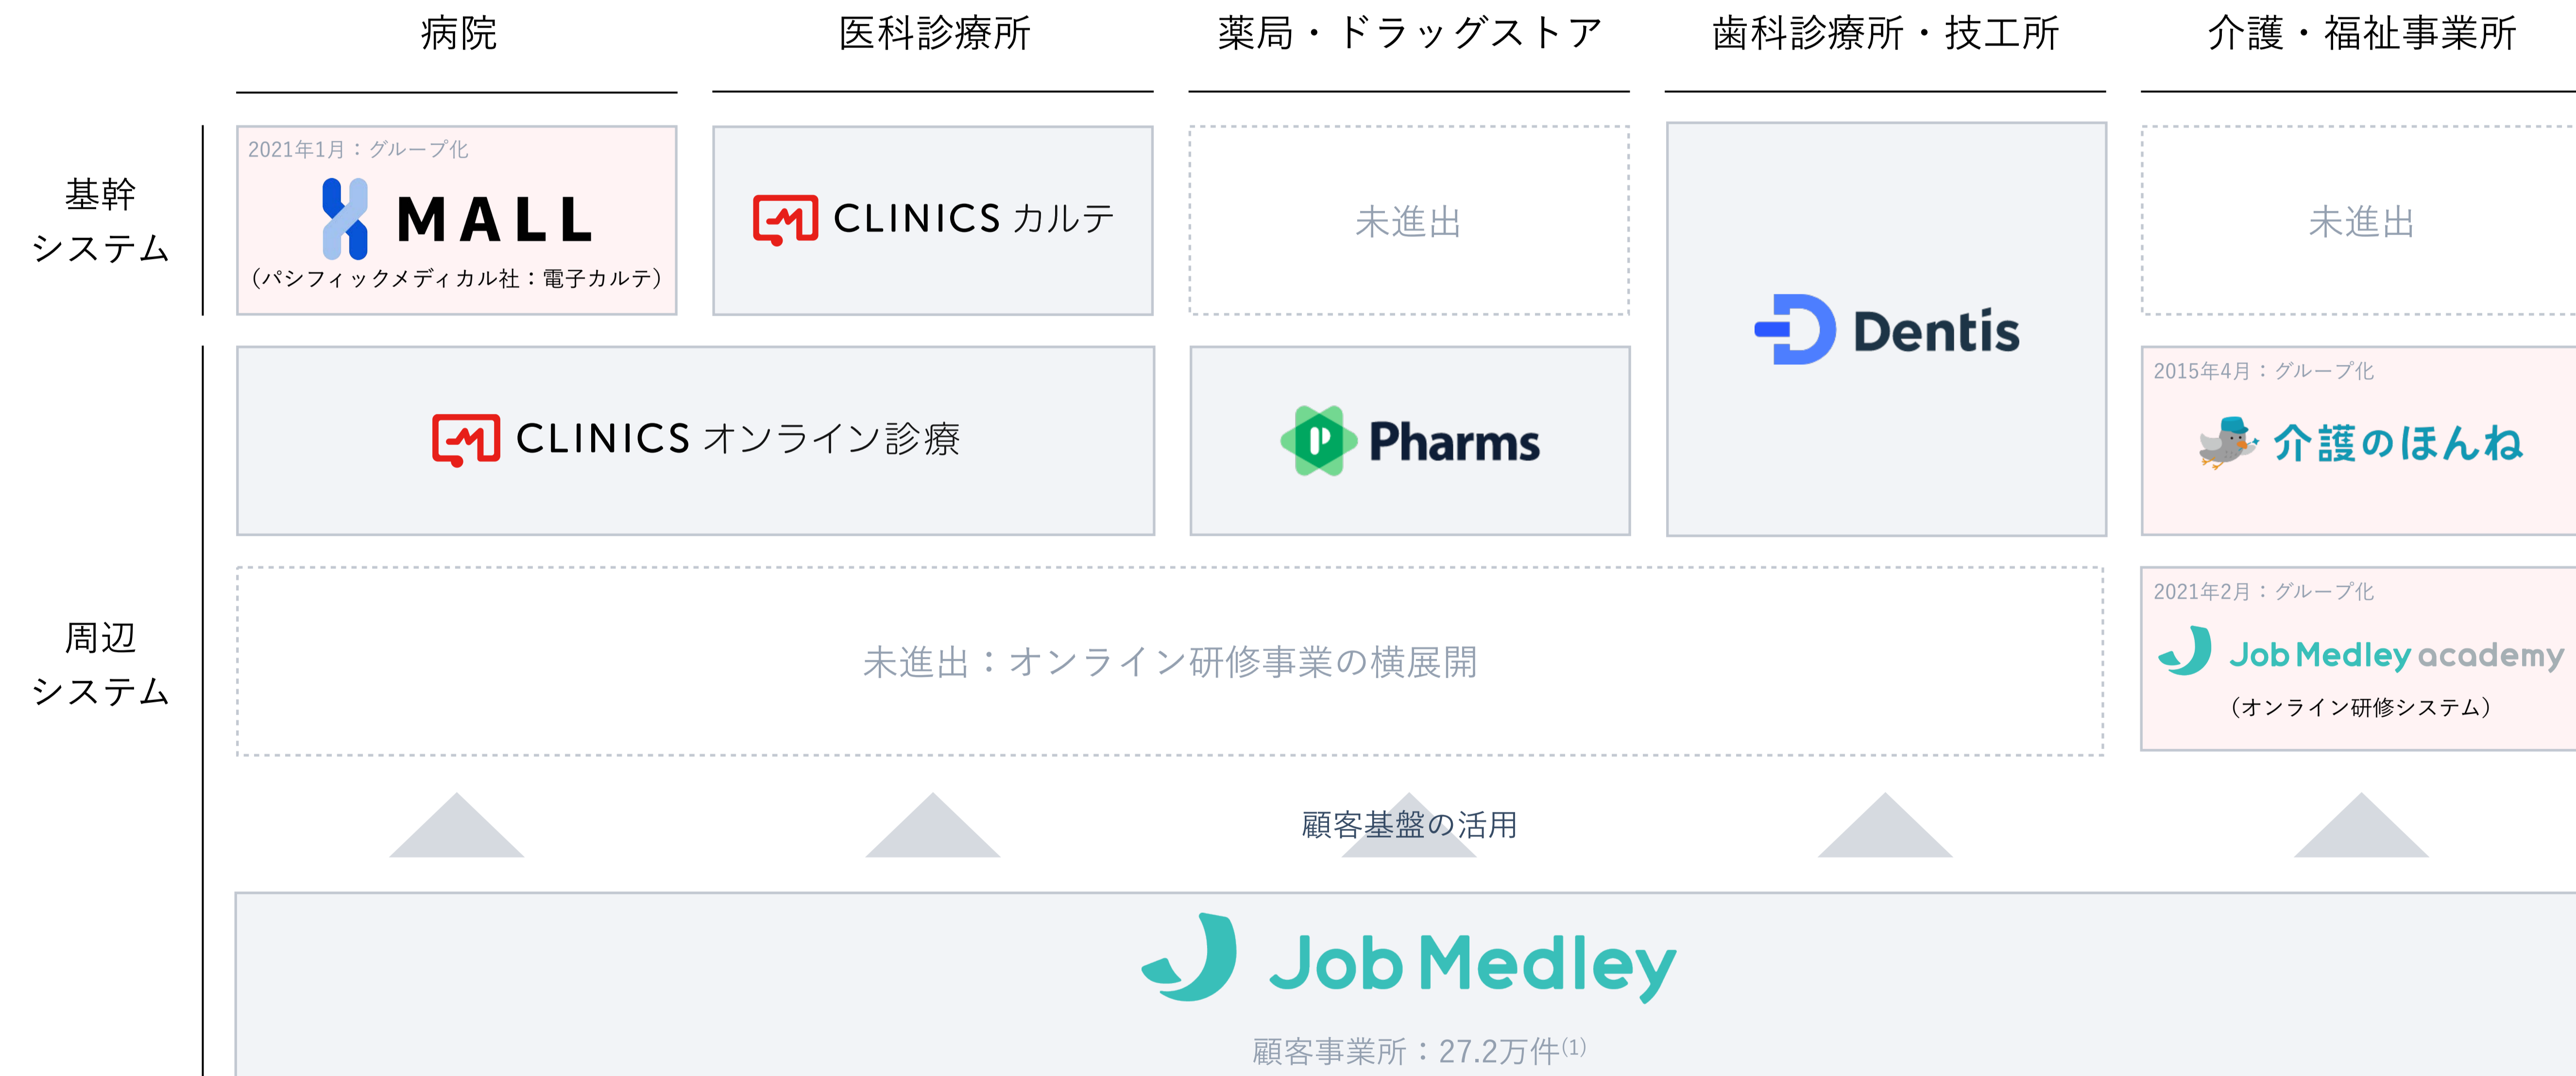 病院
医科診療所
薬局・ドラッグストア
歯科診療所・技工所
介護・福祉事業所
基幹
システム
2021年1月：グループ化
MALL
（パシフィックメディカル社：電子カルテ）
CLINICS カルテ
未進出
Dentis
未進出
周辺
システム
CLINICS オンライン診療
Pharms
2015年4月：グループ化
介護のほんね
未進出：オンライン研修事業の横展開
2021年2月：グループ化
Job Medley academy
（オンライン研修システム）
顧客基盤の活用
Job Medley
顧客事業所：27.2万件(1)